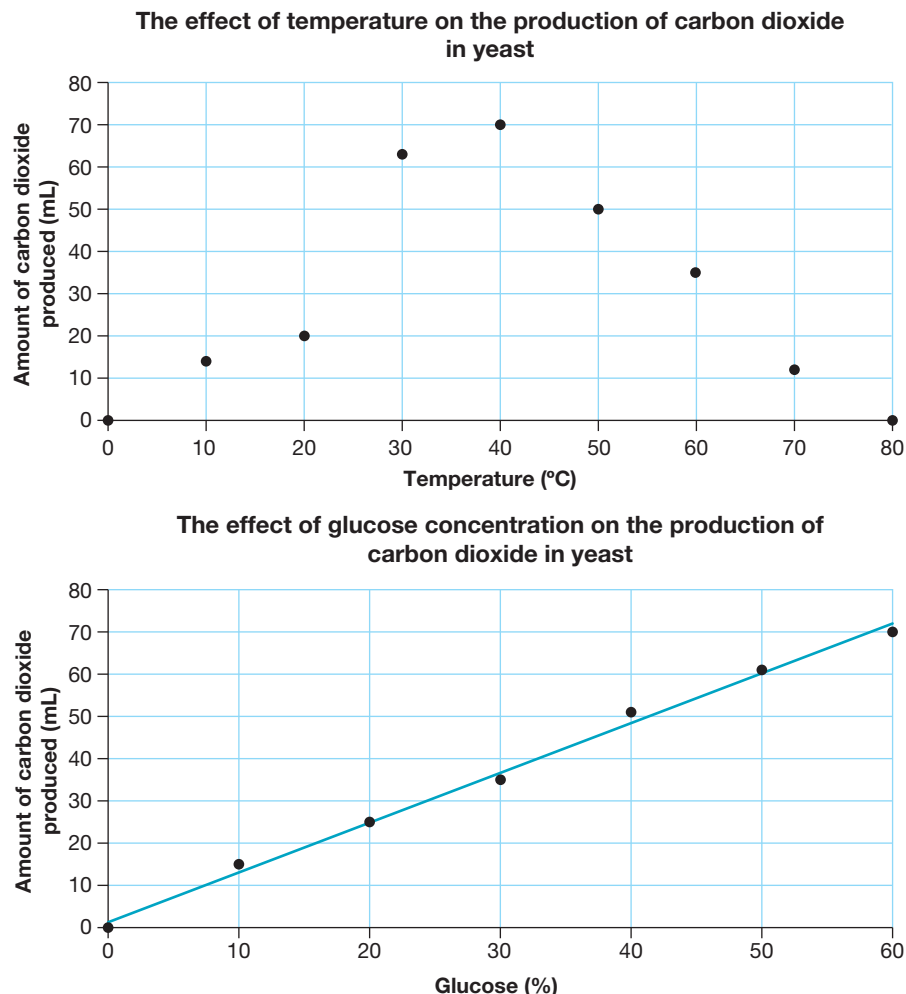 The effect of temperature on the production of carbon dioxide
in yeast
Amount of carbon dioxide
produced (mL)
80
70
60
50
40
30
20
10
0
0 10 20 30 40 50 60 70 80
Temperature (ºC)
The effect of glucose concentration on the production of
carbon dioxide in yeast
Amount of carbon dioxide
produced (mL)
80
70
60
50
40
30
20
10
0
0 10 20 30 40 50 60
Glucose (%)